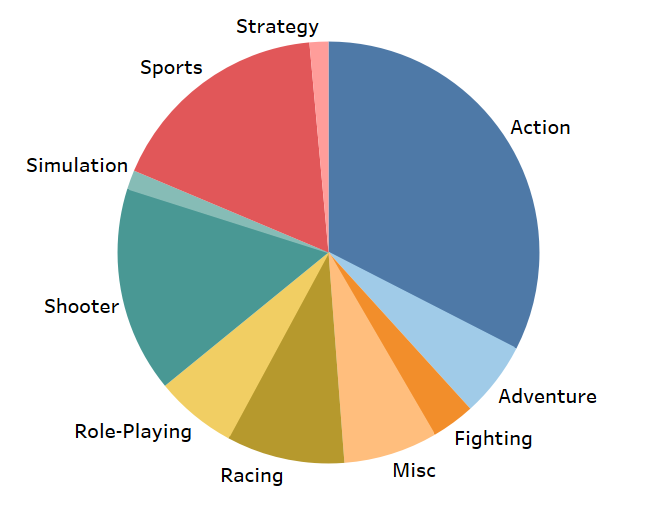 Strategy
Sports
Action
Simulation
Shooter
Adventure
Role-Playing
Fighting
Misc
Racing